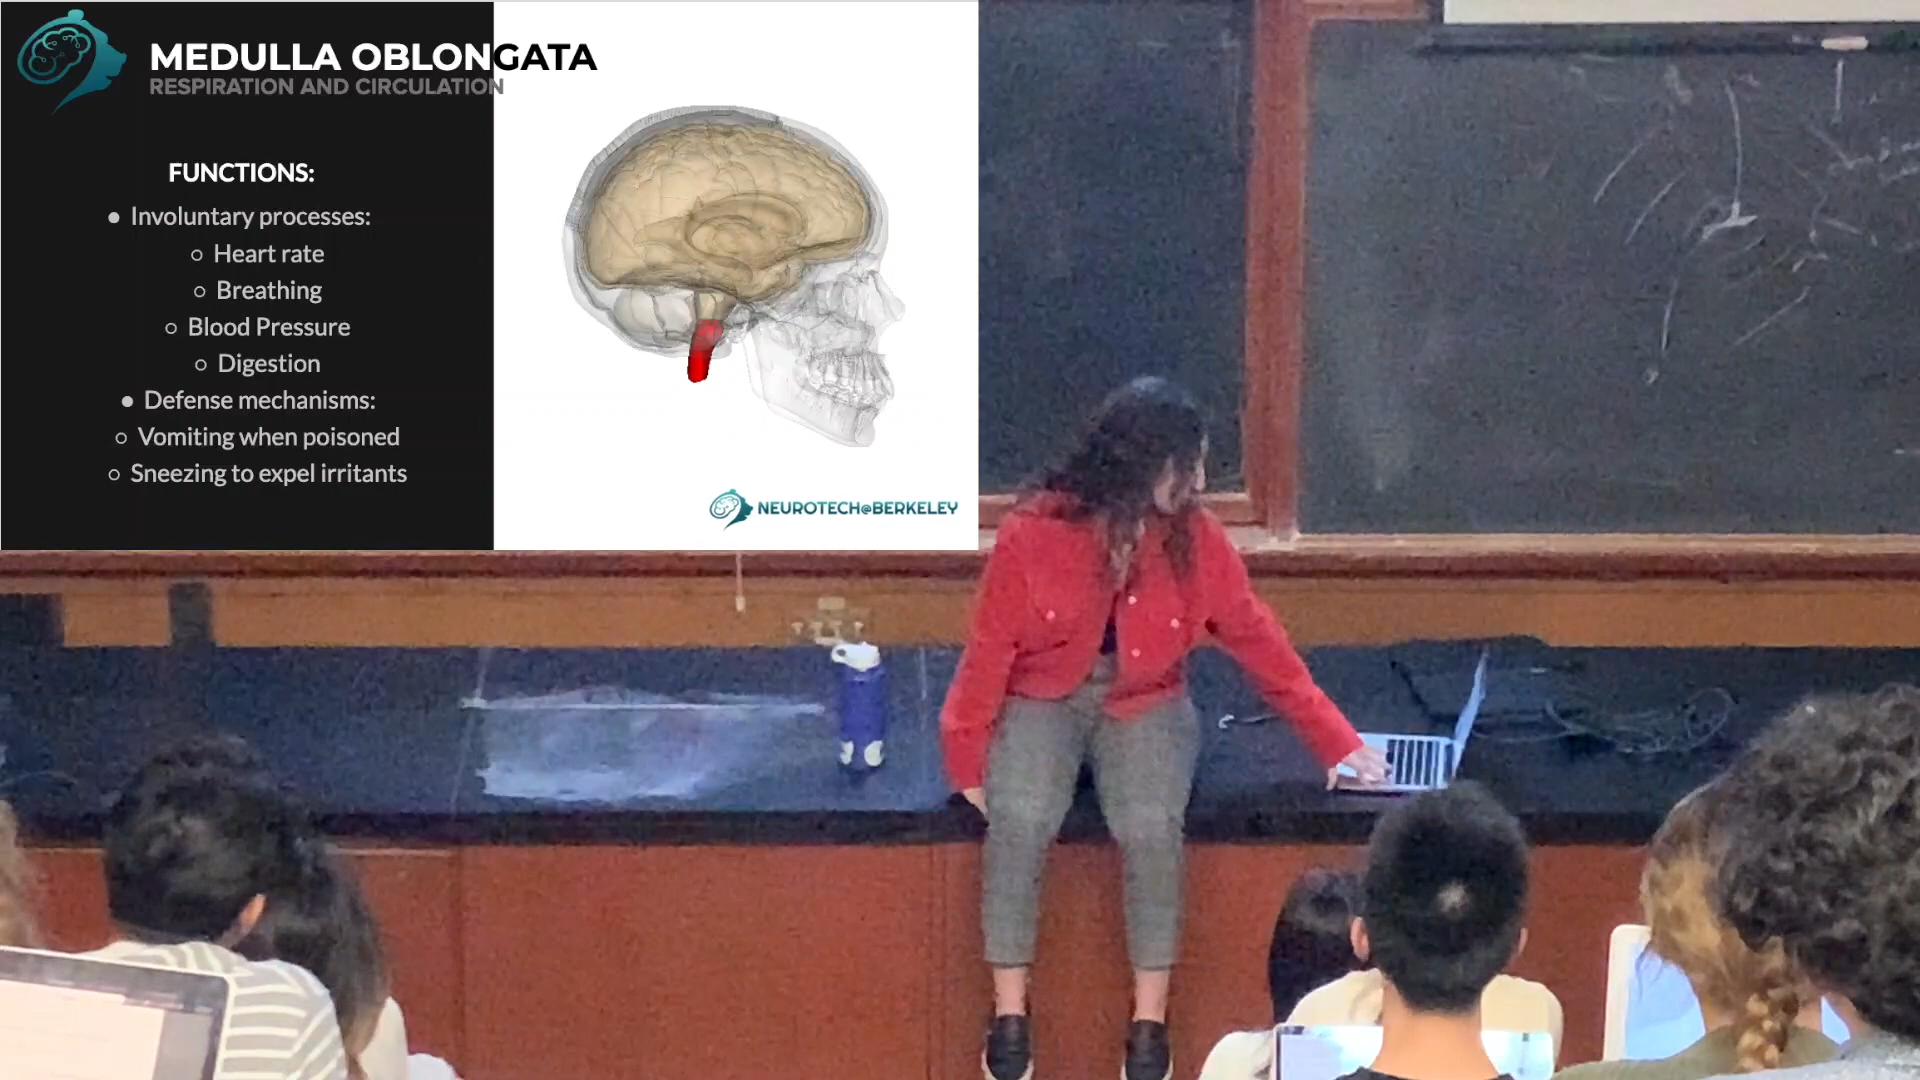 MEDULLA OBLONGATA
RESPIRATION AND CIRCULATION
FUNCTIONS:
● Involuntary processes:
○ Heart rate
○ Breathing
○ Blood Pressure
○ Digestion
● Defense mechanisms:
○ Vomiting when poisoned
○ Sneezing to expel irritants
NEUROTECH@BERKELEY